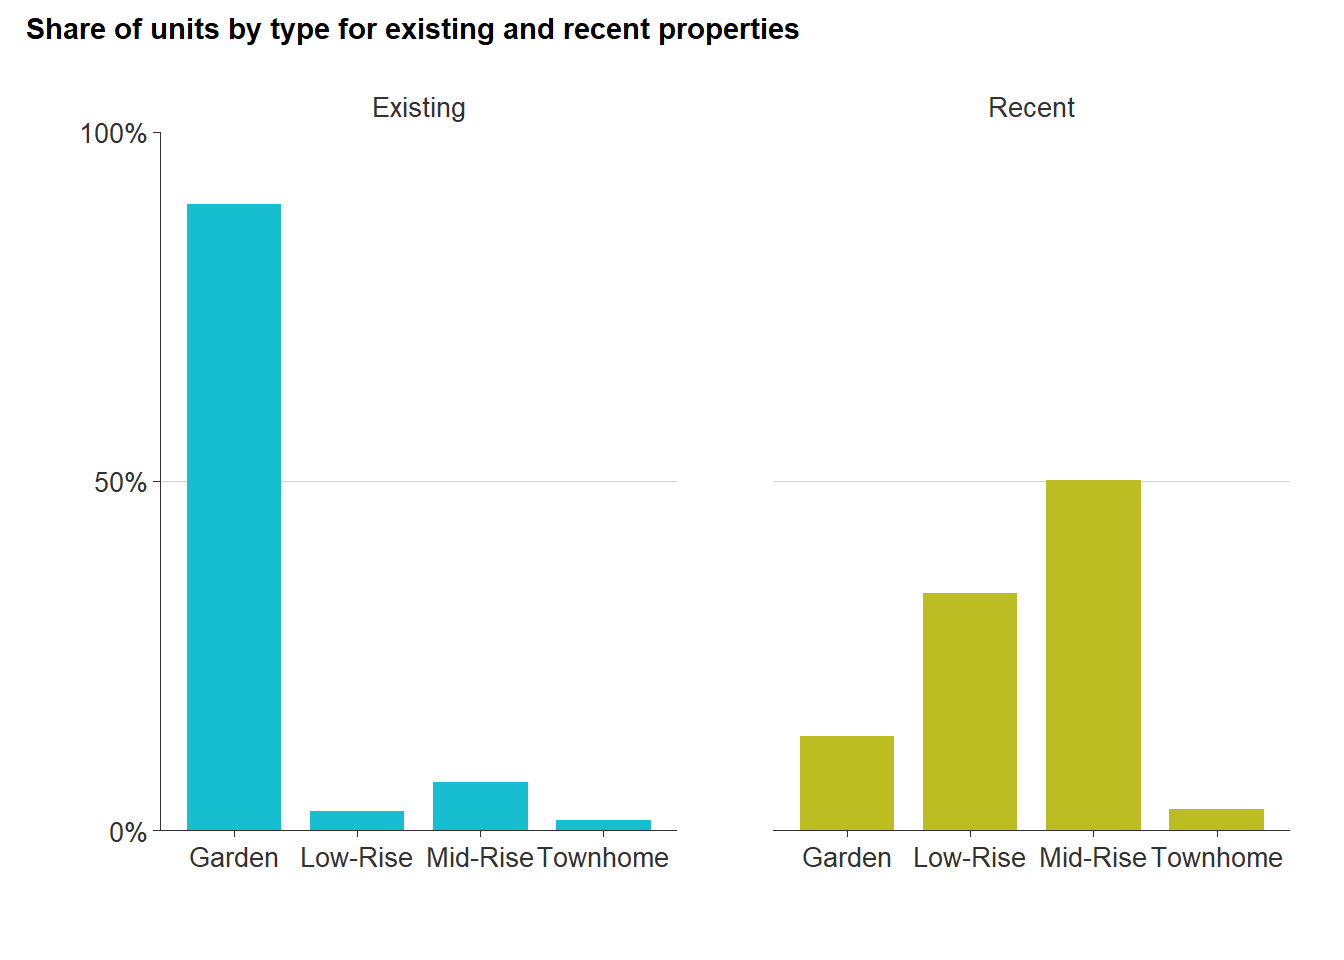 Share of units by type for existing and recent properties
Existing
Recent
100%
50%
0%
Garden Low-Rise Mid-Rise Townhome
Garden Low-Rise Mid-Rise Townhome